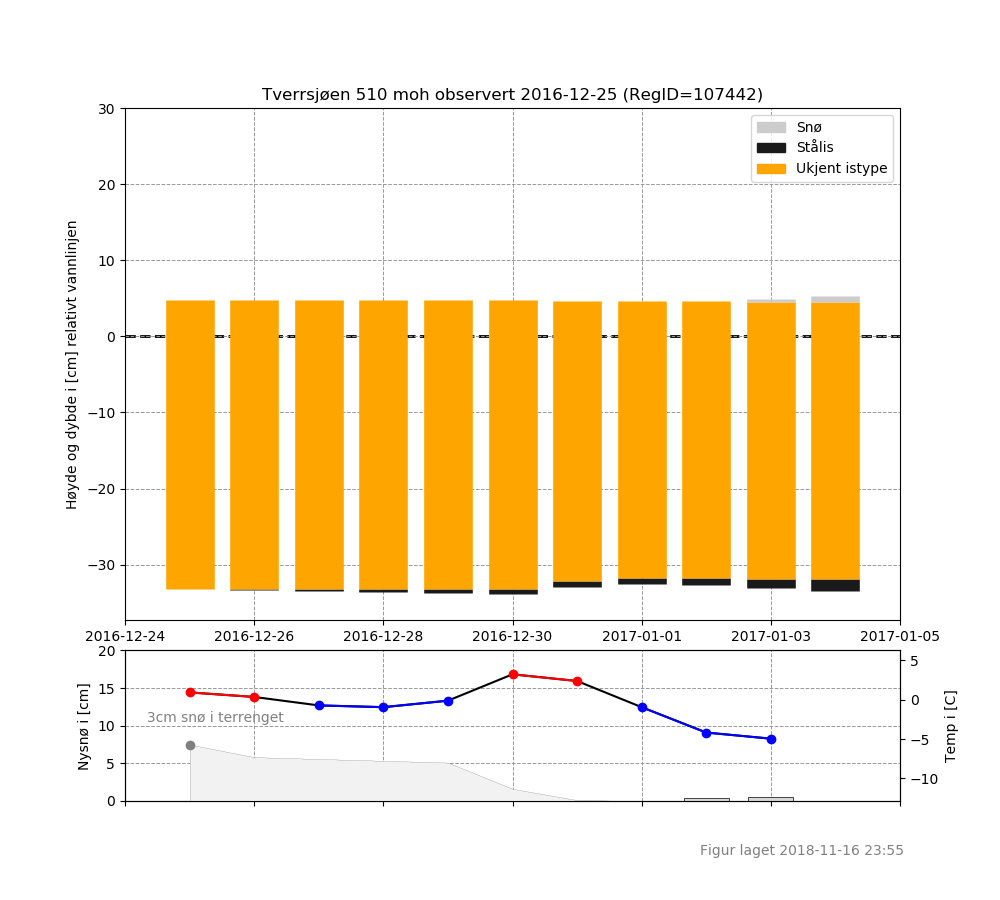 Tverrsjøen 510 moh observert 2016-12-25 (RegID=107442)
30
20
10
0
−10
−20
−30
Høyde og dybde i [cm] relativt vannlinjen
Snø
Stålis
Ukjent istype
2016-12-24 2016-12-26 2016-12-28 2016-12-30 2017-01-01 2017-01-03 2017-01-05
20
15
10
5
0
Nysnø i [cm]
3cm snø i terrenget
5
0
−5
−10
Temp i [C]
Figur laget 2018-11-16 23:55